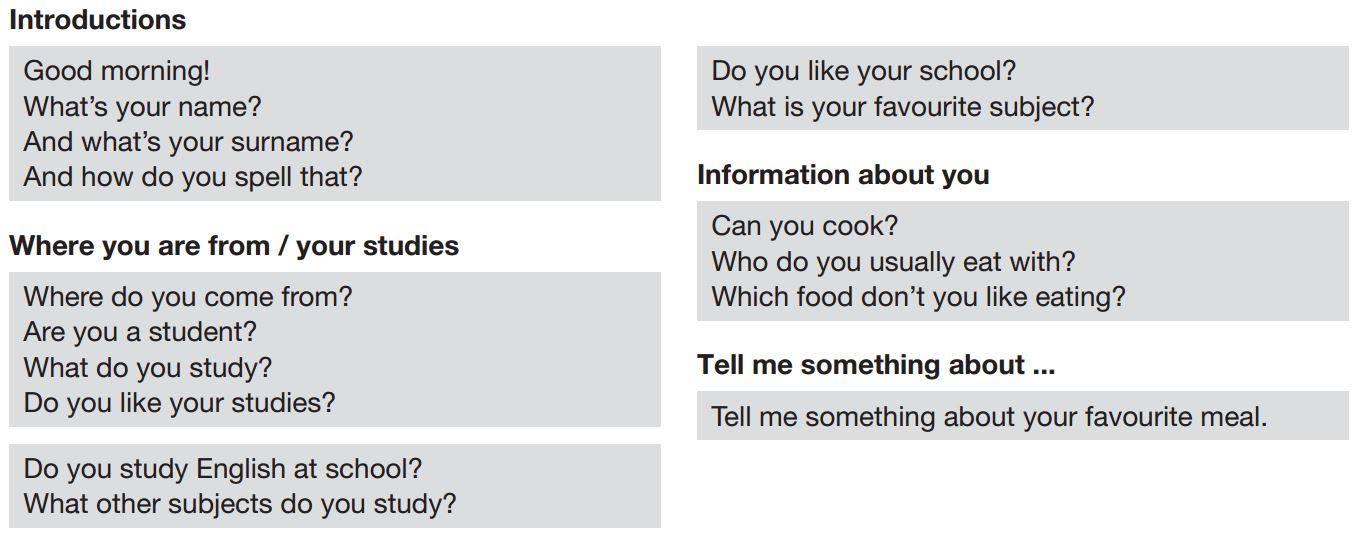 Introductions
Good morning!
What’s your name?
And what’s your surname?
And how do you spell that?
Where you are from / your studies
Where do you come from?
Are you a student?
What do you study?
Do you like your studies?
Do you study English at school?
What other subjects do you study?
Do you like your school?
What is your favourite subject?
Information about you
Can you cook?
Who do you usually eat with?
Which food don’t you like eating?
Tell me something about ...
Tell me something about your favourite meal.